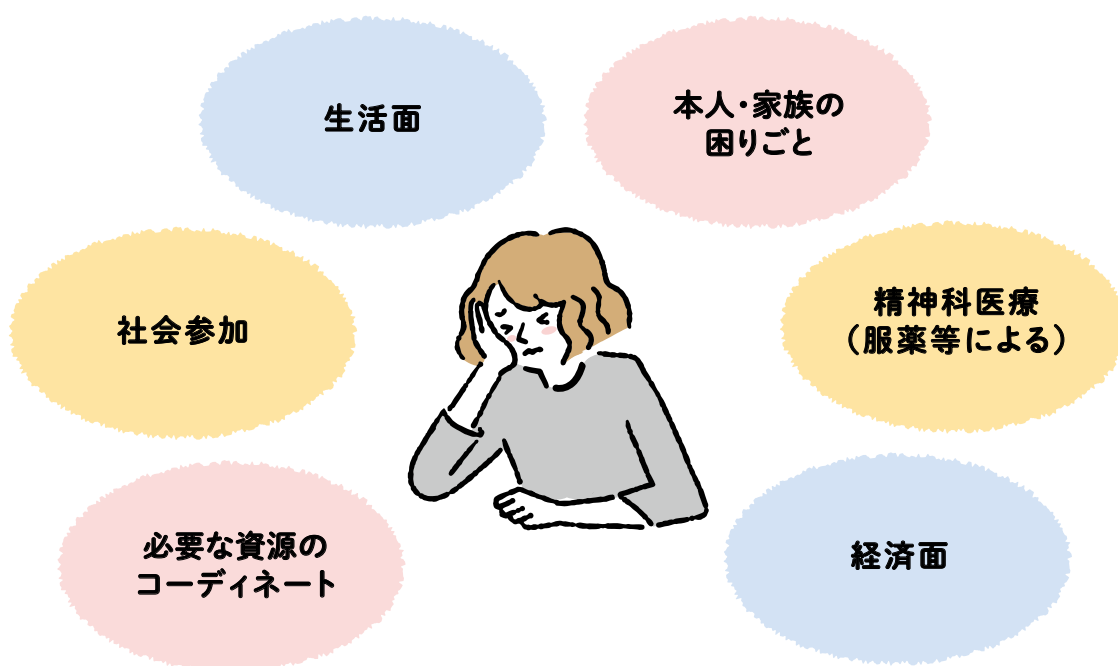 生活面
本人・家族の
困りごと
社会参加
精神科医療
（服薬等による）
必要な資源の
コーディネート
経済面